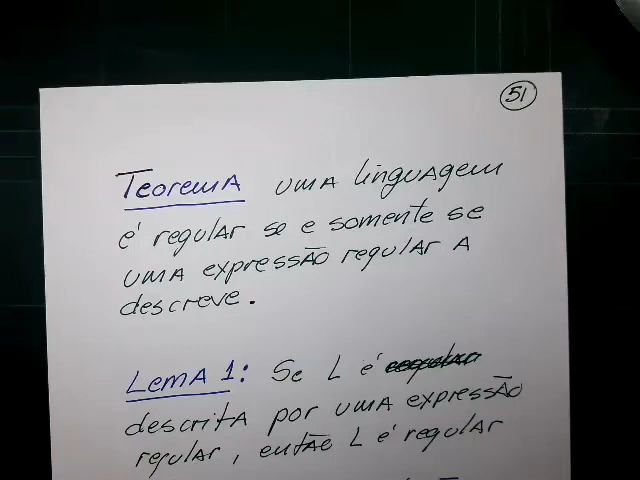 51
Teorema uma linguagem
é regular se e somente se
uma expressão regular a
descreve.
Lema 1: Se L é
descrita por uma expressão
regular, então L é regular